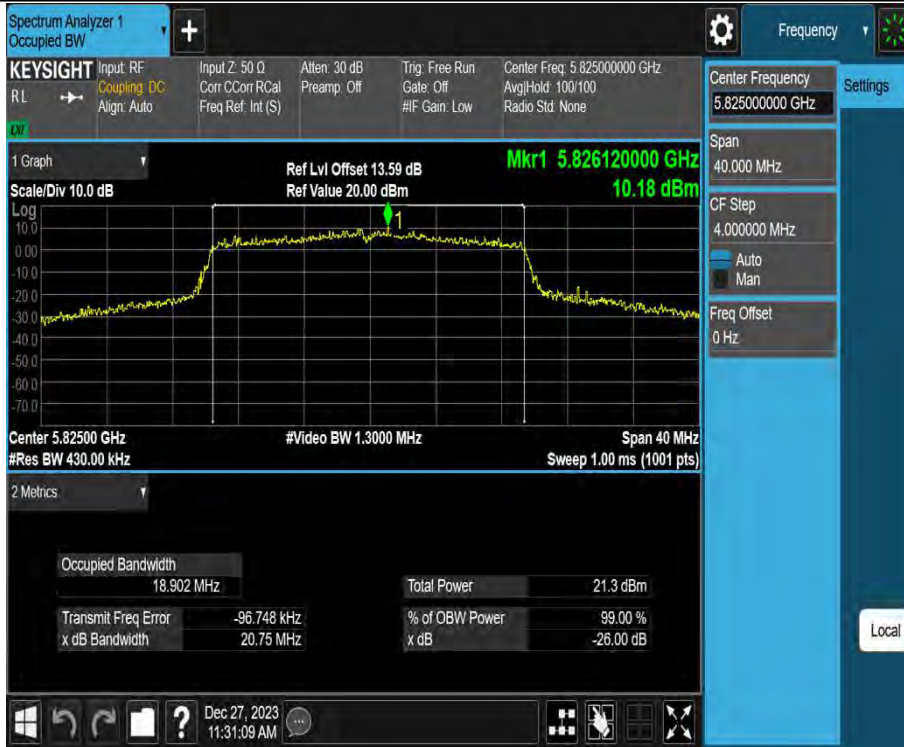 Spectrum Analyzer 1
Occupied BW
+
Frequency
KEYSIGHT
R L
LXI
Input: RF
Coupling: DC
Align: Auto
Input Z: 50 Ω
Corr CCorr RCal
Freq Ref: Int (S)
Atten: 30 dB
Preamp: Off
Trig: Free Run
Gate: Off
#IF Gain: Low
Center Freq: 5.825000000 GHz
Avg|Hold: 100/100
Radio Std: None
Center Frequency
5.825000000 GHz
Settings
Span
40.000 MHz
CF Step
4.000000 MHz
Auto
Man
Freq Offset
0 Hz
Local
1 Graph
Scale/Div 10.0 dB
Ref Lvl Offset 13.59 dB
Ref Value 20.00 dBm
Mkr1 5.826120000 GHz
10.18 dBm
Log
10.0
0.00
-10.0
-20.0
-30.0
-40.0
-50.0
-60.0
-70.0
1
Center 5.82500 GHz
#Res BW 430.00 kHz
#Video BW 1.3000 MHz
Span 40 MHz
Sweep 1.00 ms (1001 pts)
2 Metrics
Occupied Bandwidth
18.902 MHz
Total Power 21.3 dBm
Transmit Freq Error -96.748 kHz
% of OBW Power 99.00 %
x dB Bandwidth 20.75 MHz
x dB -26.00 dB
?
Dec 27, 2023
11:31:09 AM